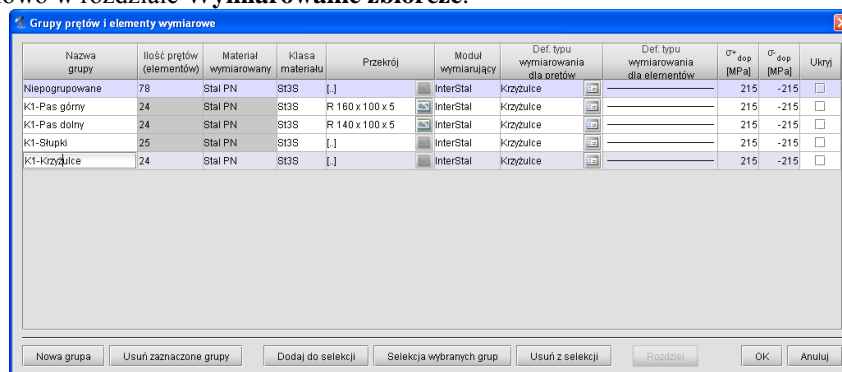 rozdziale Wymiarowanie zbiorcze.
Grupy prętów i elementy wymiarowe
Nazwa grupy Ilość prętów (elementów) Materiał wymiarowany Klasa materiału Przekrój Moduł wymiarujący Def. typu wymiarowania dla prętów Def. typu wymiarowania dla elementów σ+ dop [MPa] σ- dop [MPa] Ukryj
Niepogrupowane 78 Stal PN St3S [..] InterStal Krzyżulce 215 -215
K1-Pas górny 24 Stal PN St3S R 160 x 100 x 5 InterStal Krzyżulce 215 -215
K1-Pas dolny 24 Stal PN St3S R 140 x 100 x 5 InterStal Krzyżulce 215 -215
K1-Słupki 25 Stal PN St3S [..] InterStal Krzyżulce 215 -215
K1-Krzyżulce 24 Stal PN St3S [..] InterStal Krzyżulce 215 -215
Nowa grupa Usuń zaznaczone grupy Dodaj do selekcji Selekcja wybranych grup Usuń z selekcji Rozdziel OK Anuluj